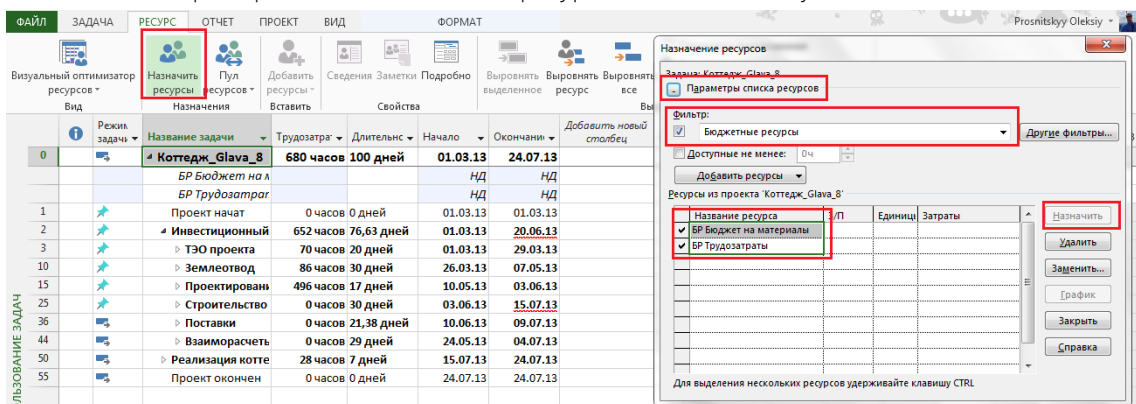 ФАЙЛ ЗАДАЧА РЕСУРС ОТЧЕТ ПРОЕКТ ВИД ФОРМАТ Prosnitskyy Oleksiy
Визуальный оптимизатор ресурсов
Назначить ресурсы
Пул ресурсов
Добавить ресурсы
Сведения Заметки Подробно
Выровнять выделенное
Выровнять ресурс
Выровнять все
Вид Назначения Вставить Свойства
Режим задачи Название задачи Длительнс Начало Добавить новый столбец
0 Коттедж_Glava_8 680 часов 100 дней 01.03.13 24.07.13
БР Бюджет на НД НД
БР НД НД
1 Проект начат 0 часов 0 дней 01.03.13 01.03.13
2 Инвестиционный 652 часов 76,63 дней 01.03.13 20.06.13
3 ТЭО проекта 70 часов 20 дней 01.03.13 29.03.13
10 Землеотвод 86 часов 30 дней 26.03.13 07.05.13
15 Проектировани 496 часов 17 дней 10.05.13 03.06.13
25 Строительство 0 часов 30 дней 03.06.13 15.07.13
36 Поставки 0 часов 21,38 дней 10.06.13 09.07.13
44 Взаиморасчеть 0 часов 29 дней 24.05.13 04.07.13
50 Реализация котте 28 часов 7 дней 15.07.13 24.07.13
55 Проект окончен 0 часов 0 дней 24.07.13 24.07.13
Назначение ресурсов
Задача: Коттедж_Glava_8
Параметры списка ресурсов
Фильтр:
Бюджетные ресурсы Другие фильтры...
Доступные не менее: 0ч
Добавить ресурсы
Ресурсы из проекта 'Коттедж_Glava_8'
Название ресурса З/П Единиц Затраты
БР Бюджет на материалы
БР Трудозатраты
Назначить
Удалить
Заменить...
График
Закрыть
Справка
Для выделения нескольких ресурсов удерживайте клавишу CTRL